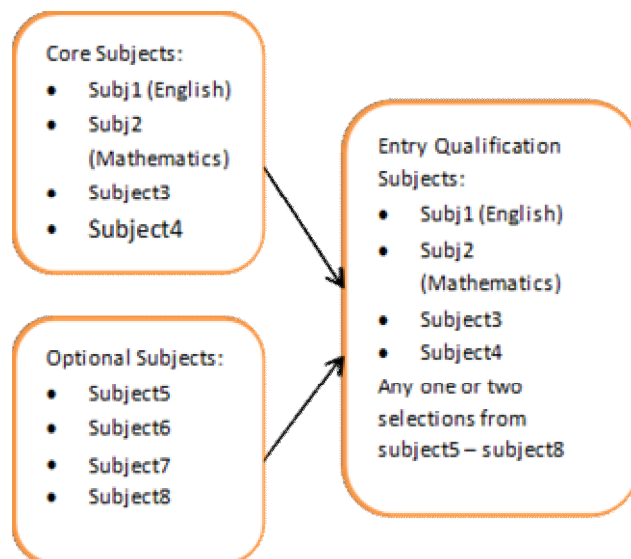 Core Subjects:
• Subj1 (English)
• Subj2
(Mathematics)
• Subject3
• Subject4
Optional Subjects:
• Subject5
• Subject6
• Subject7
• Subject8
Entry Qualification
Subjects:
• Subj1 (English)
• Subj2
(Mathematics)
• Subject3
• Subject4
Any one or two
selections from
subject5 – subject8